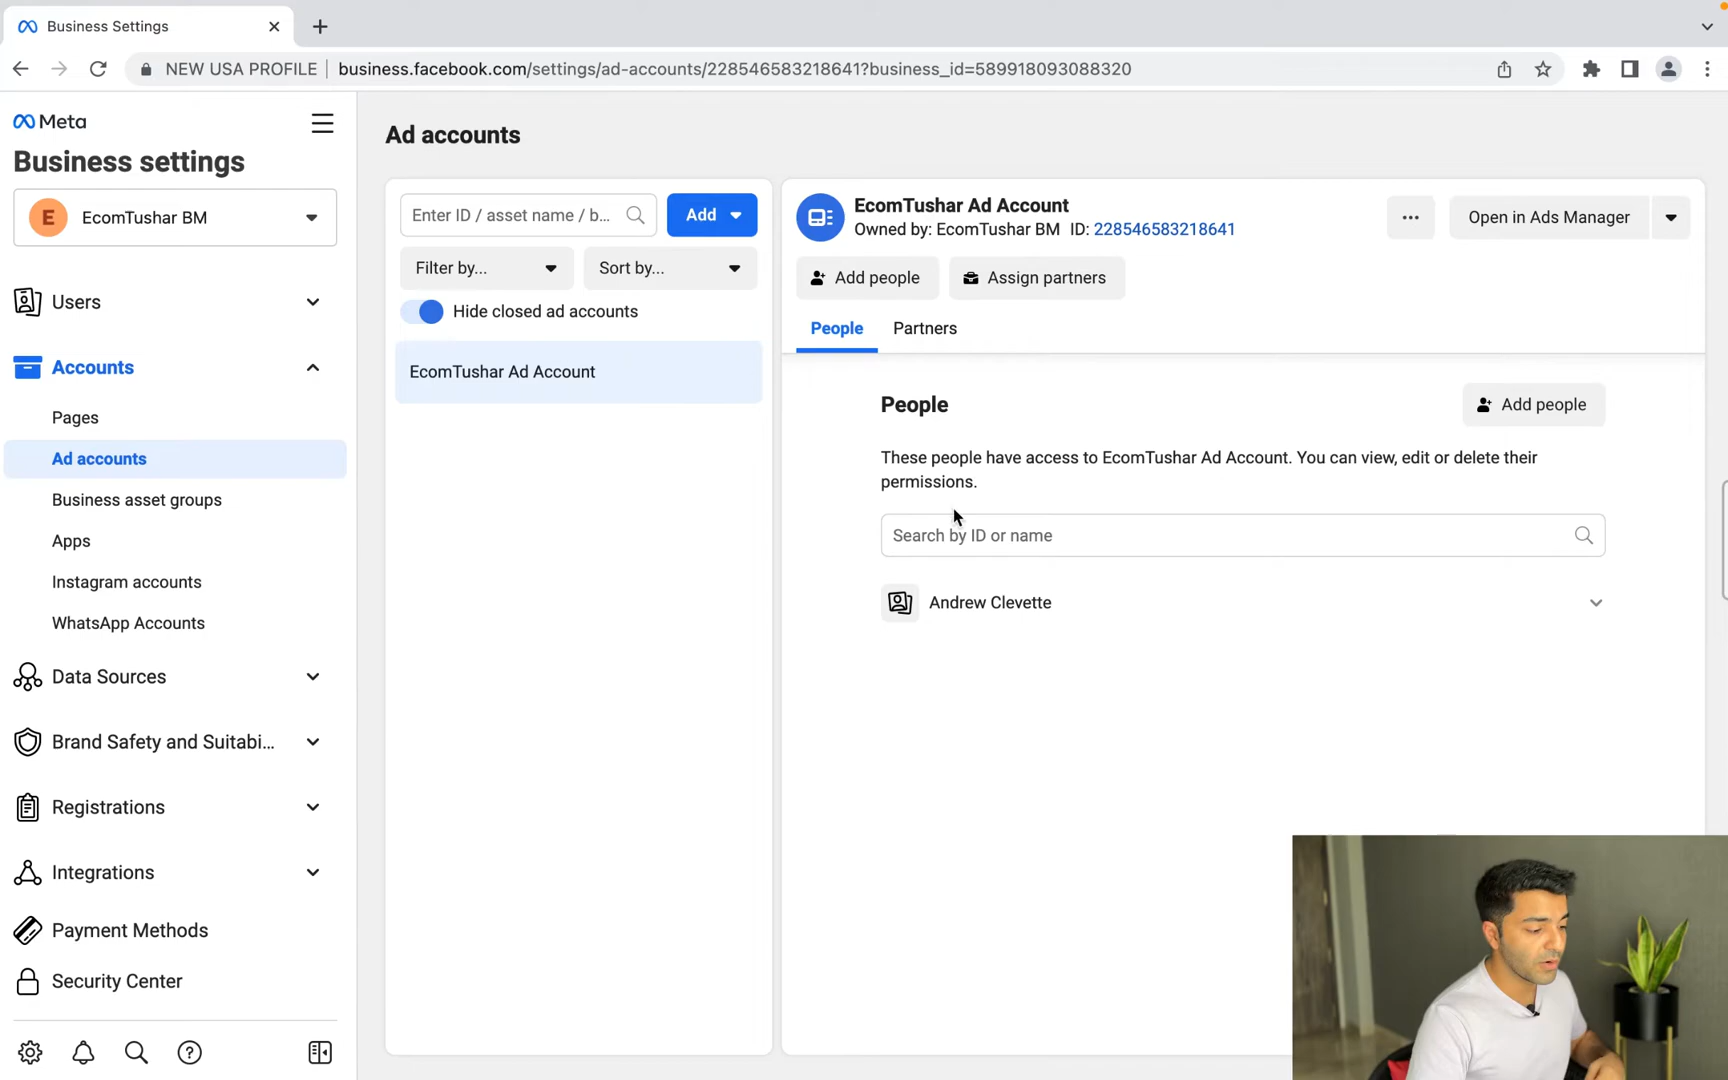 Business Settings
NEW USA PROFILE
business.facebook.com/settings/ad-accounts/228546583218641?business_id=589918093088320
Meta
Business settings
E
EcomTushar BM
Users
Accounts
Pages
Ad accounts
Business asset groups
Apps
Instagram accounts
WhatsApp Accounts
Data Sources
Brand Safety and Suitabi...
Registrations
Integrations
Payment Methods
Security Center
Ad accounts
Enter ID / asset name / b...
Add
Filter by...
Sort by...
Hide closed ad accounts
EcomTushar Ad Account
EcomTushar Ad Account
Owned by: EcomTushar BM ID: 228546583218641
...
Open in Ads Manager
Add people
Assign partners
People
Partners
People
Add people
These people have access to EcomTushar Ad Account. You can view, edit or delete their
permissions.
Search by ID or name
Andrew Clevette